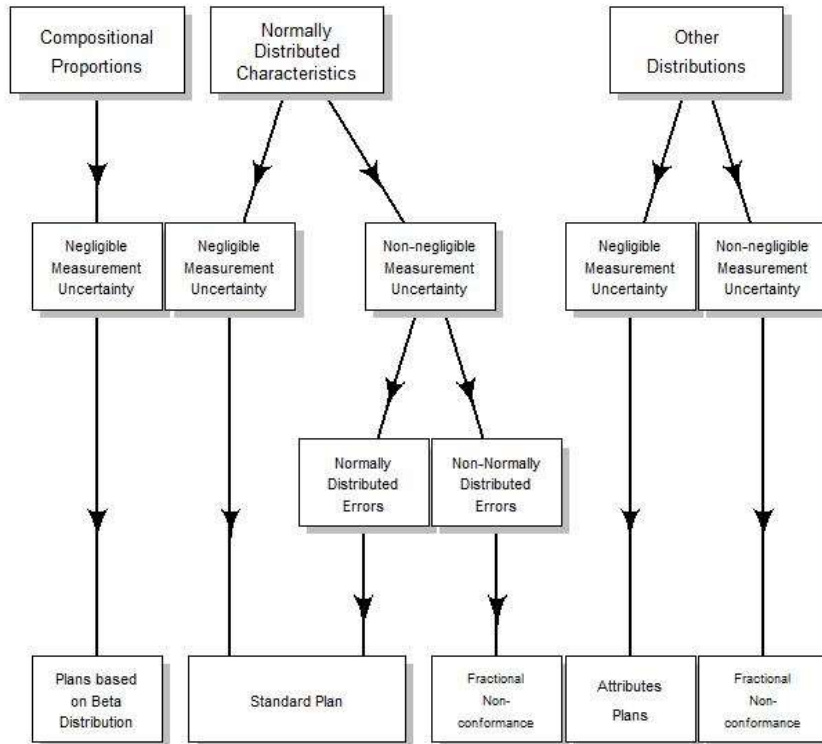 Compositional
Proportions
Normally
Distributed
Characteristics
Other
Distributions
Negligible
Measurement
Uncertainty
Negligible
Measurement
Uncertainty
Non-negligible
Measurement
Uncertainty
Negligible
Measurement
Uncertainty
Non-negligible
Measurement
Uncertainty
Normally
Distributed
Errors
Non-Normally
Distributed
Errors
Plans based
on Beta
Distribution
Standard Plan
Fractional
Non-
conformance
Attributes
Plans
Fractional
Non-
conformance